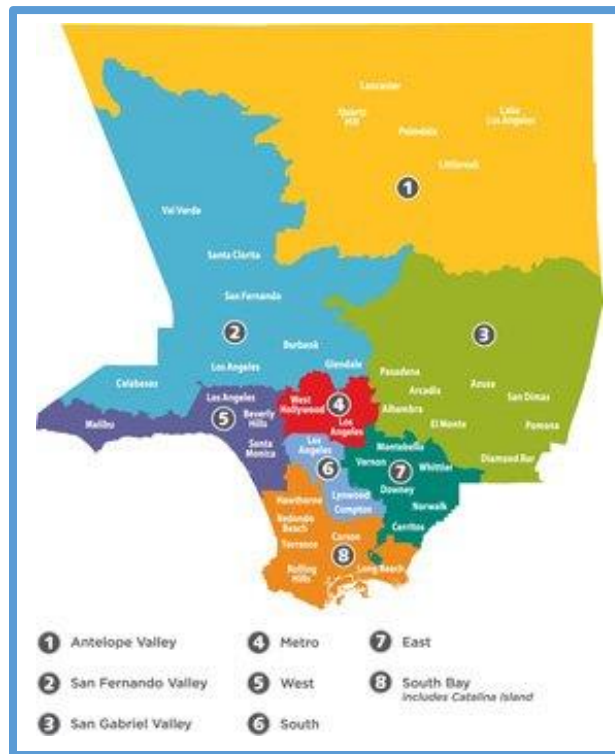 Lancaster
Quartz
Hill
Lake
Los Angeles
Palmdale
Littlerock
1
Val Verde
Santa Clarita
San Fernando
2
3
Burbank
Los Angeles
Glendale
Calabasas
Pasadena
Arcadia
Azusa
San Dimas
Los Angeles
West
Hollywood
4
Alhambra
Malibu
5
Beverly
Hills
Los
Angeles
El Monte
Pomona
Santa
Monica
Los
Angeles
6
Montebello
Vernon
7
Whittier
Diamond Bar
Downey
Hawthorne
Lynwood
Compton
Norwalk
Redondo
Beach
Cerritos
Torrance
Carson
8
Rolling
Hills
Long Beach
1 Antelope Valley
2 San Fernando Valley
3 San Gabriel Valley
4 Metro
5 West
6 South
7 East
8 South Bay
includes Catalina Island